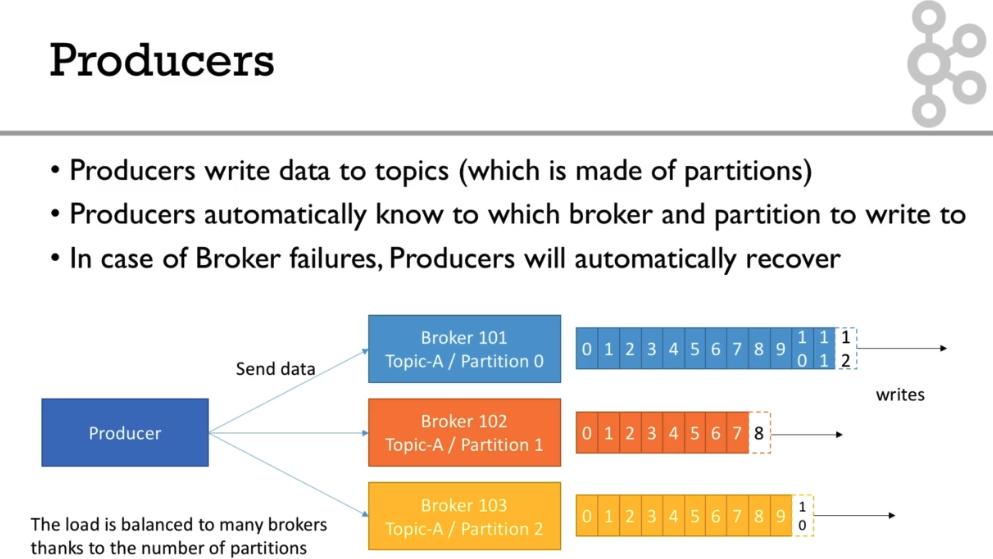 Producers
• Producers write data to topics (which is made of partitions)
• Producers automatically know to which broker and partition to write to
• In case of Broker failures, Producers will automatically recover
Producer
Send data
Broker 101
Topic-A / Partition 0
0 1 2 3 4 5 6 7 8 9 10 11 12
writes
Broker 102
Topic-A / Partition 1
0 1 2 3 4 5 6 7 8
Broker 103
Topic-A / Partition 2
0 1 2 3 4 5 6 7 8 9 10
The load is balanced to many brokers
thanks to the number of partitions